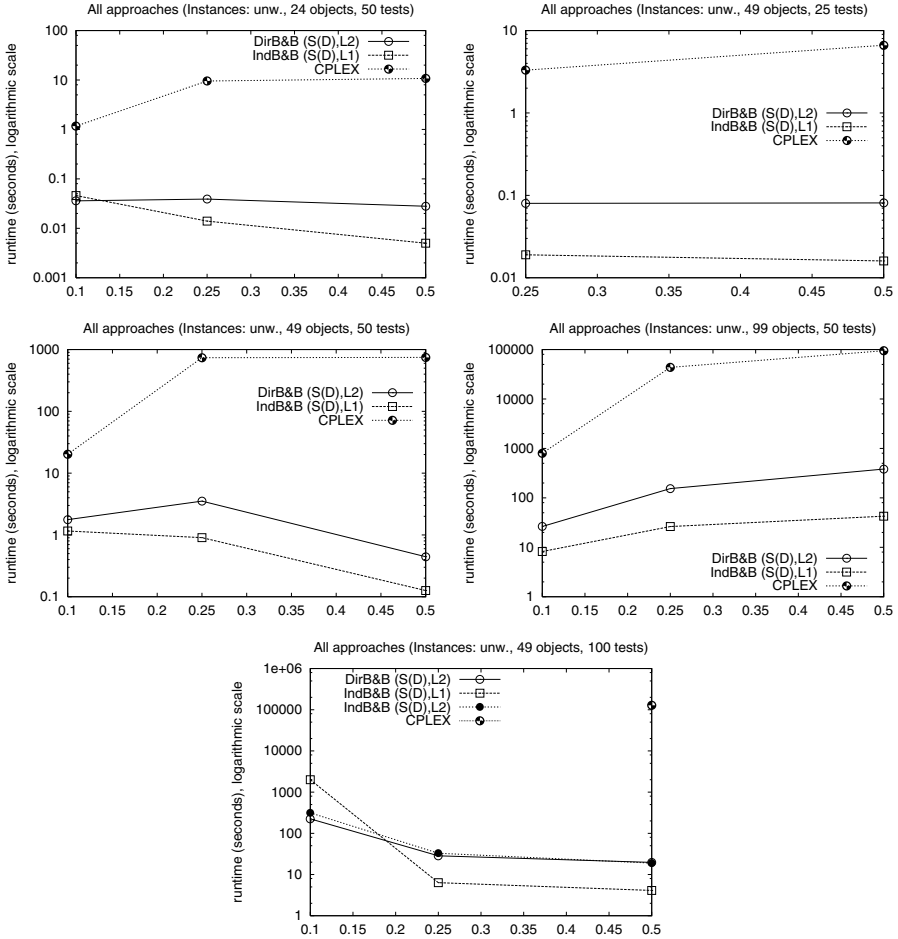 All approaches (Instances: unw., 24 objects, 50 tests)
runtime (seconds), logarithmic scale
100
10
1
0.1
0.01
0.001
0.1 0.15 0.2 0.25 0.3 0.35 0.4 0.45 0.5
DirB&B (S(D),L2)
IndB&B (S(D),L1)
CPLEX
All approaches (Instances: unw., 49 objects, 25 tests)
runtime (seconds), logarithmic scale
10
1
0.1
0.01
0.25 0.3 0.35 0.4 0.45 0.5
DirB&B (S(D),L2)
IndB&B (S(D),L1)
CPLEX
All approaches (Instances: unw., 49 objects, 50 tests)
runtime (seconds), logarithmic scale
1000
100
10
1
0.1
0.1 0.15 0.2 0.25 0.3 0.35 0.4 0.45 0.5
DirB&B (S(D),L2)
IndB&B (S(D),L1)
CPLEX
All approaches (Instances: unw., 99 objects, 50 tests)
runtime (seconds), logarithmic scale
100000
10000
1000
100
10
1
0.1 0.15 0.2 0.25 0.3 0.35 0.4 0.45 0.5
DirB&B (S(D),L2)
IndB&B (S(D),L1)
CPLEX
All approaches (Instances: unw., 49 objects, 100 tests)
runtime (seconds), logarithmic scale
1e+06
100000
10000
1000
100
10
1
0.1 0.15 0.2 0.25 0.3 0.35 0.4 0.45 0.5
DirB&B (S(D),L2)
IndB&B (S(D),L1)
IndB&B (S(D),L2)
CPLEX